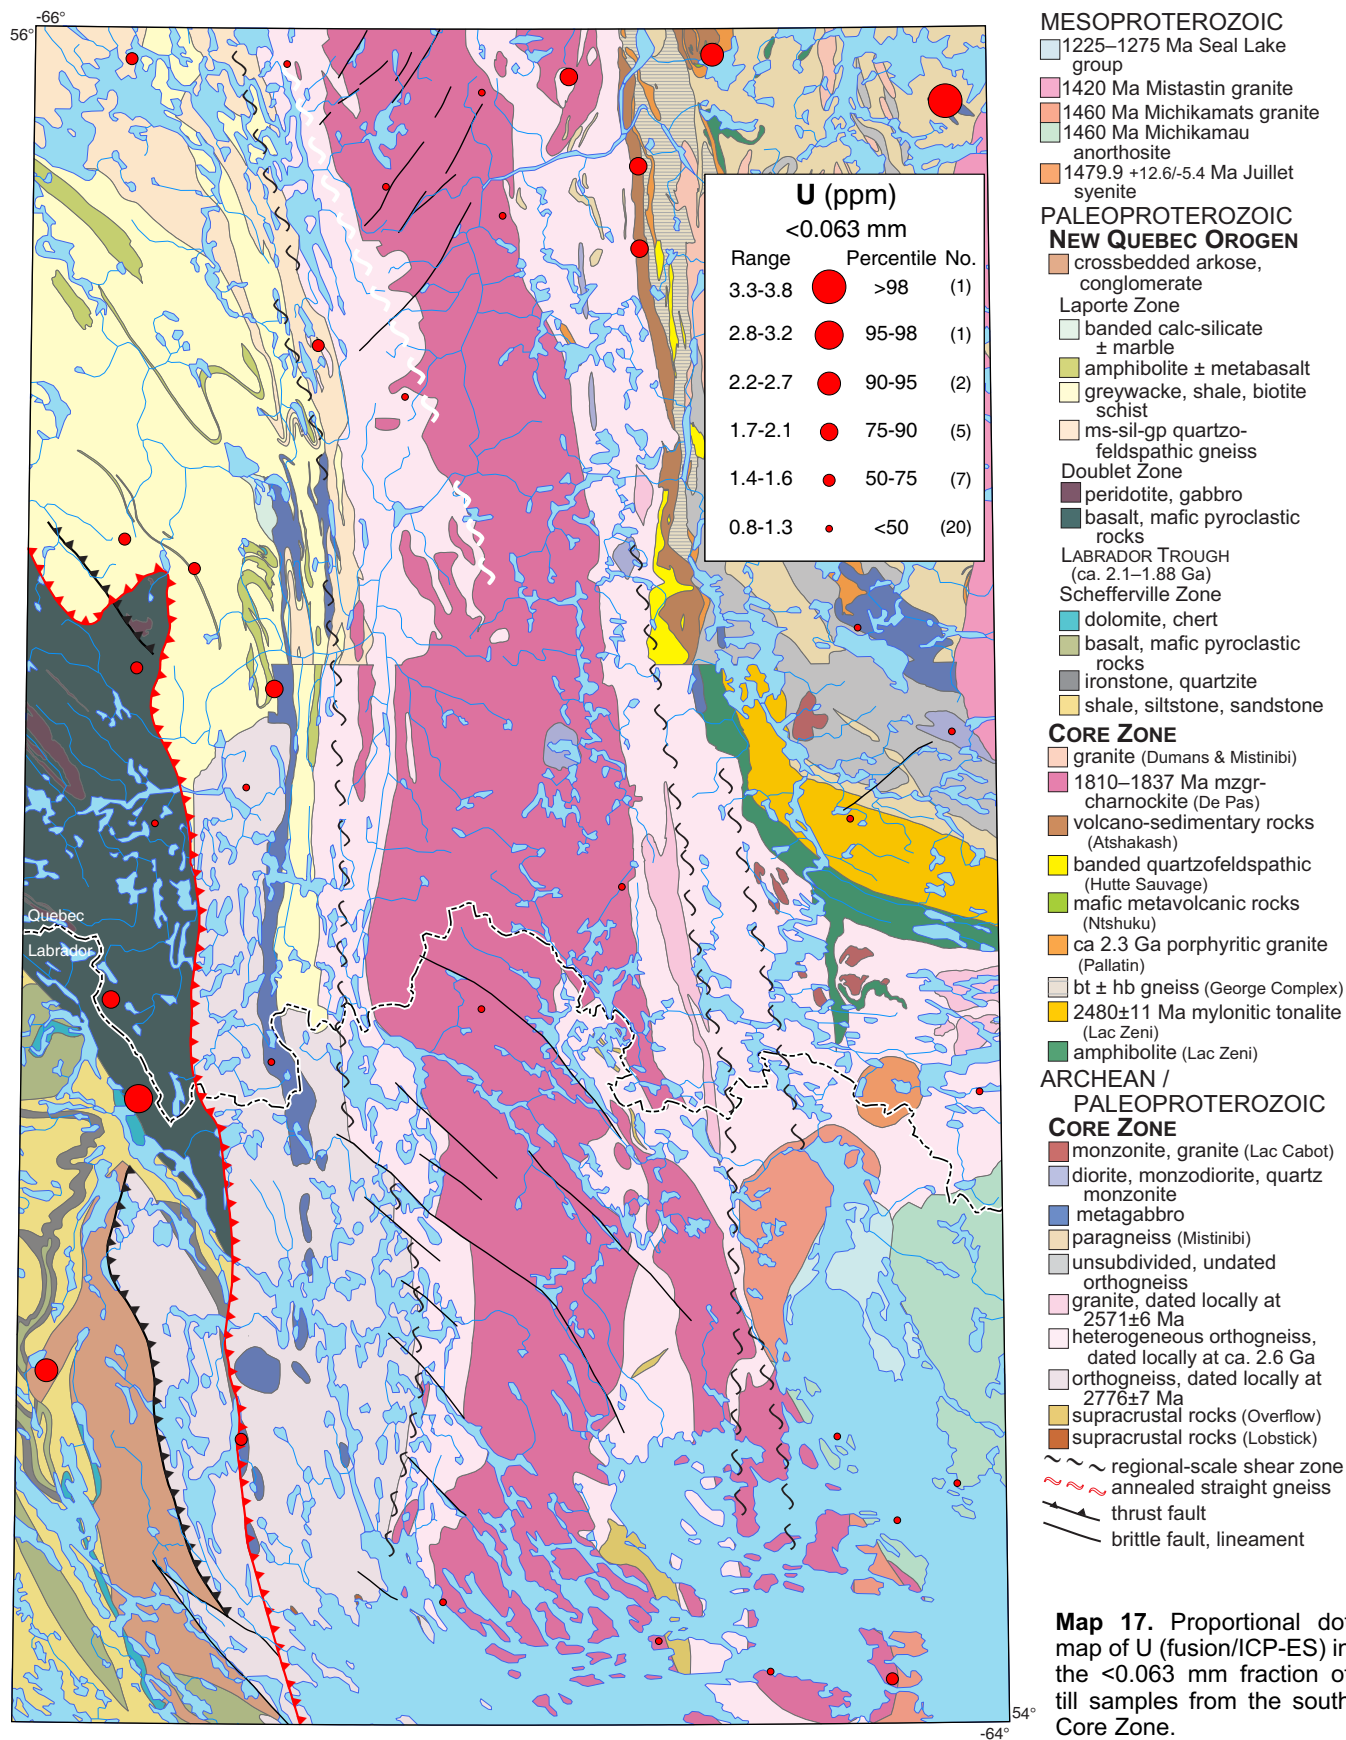 -66°
56°
U (ppm)
<0.063 mm
Range Percentile No.
3.3-3.8 >98 (1)
2.8-3.2 95-98 (1)
2.2-2.7 90-95 (2)
1.7-2.1 75-90 (5)
1.4-1.6 50-75 (7)
0.8-1.3 <50 (20)
Quebec
Labrador
54°
-64°
MESOPROTEROZOIC
1225–1275 Ma Seal Lake
group
1420 Ma Mistastin granite
1460 Ma Michikamats granite
1460 Ma Michikamau
anorthosite
1479.9 +12.6/-5.4 Ma Juillet
syenite
PALEOPROTEROZOIC
NEW QUEBEC OROGEN
crossbedded arkose,
conglomerate
Laporte Zone
banded calc-silicate
± marble
amphibolite ± metabasalt
greywacke, shale, biotite
schist
ms-sil-gp quartzo-
feldspathic gneiss
Doublet Zone
peridotite, gabbro
basalt, mafic pyroclastic
rocks
LABRADOR TROUGH
(ca. 2.1–1.88 Ga)
Schefferville Zone
dolomite, chert
basalt, mafic pyroclastic
rocks
ironstone, quartzite
shale, siltstone, sandstone
CORE ZONE
granite (Dumans & Mistinibi)
1810–1837 Ma mzgr-
charnockite (De Pas)
volcano-sedimentary rocks
(Atshakash)
banded quartzofeldspathic
(Hutte Sauvage)
mafic metavolcanic rocks
(Ntshuku)
ca 2.3 Ga porphyritic granite
(Pallatin)
bt ± hb gneiss (George Complex)
2480±11 Ma mylonitic tonalite
(Lac Zeni)
amphibolite (Lac Zeni)
ARCHEAN /
PALEOPROTEROZOIC
CORE ZONE
monzonite, granite (Lac Cabot)
diorite, monzodiorite, quartz
monzonite
metagabbro
paragneiss (Mistinibi)
unsubdivided, undated
orthogneiss
granite, dated locally at
2571±6 Ma
heterogeneous orthogneiss,
dated locally at ca. 2.6 Ga
orthogneiss, dated locally at
2776±7 Ma
supracrustal rocks (Overflow)
supracrustal rocks (Lobstick)
regional-scale shear zone
annealed straight gneiss
thrust fault
brittle fault, lineament
Map 17. Proportional dot
map of U (fusion/ICP-ES) in
the <0.063 mm fraction of
till samples from the south
Core Zone.